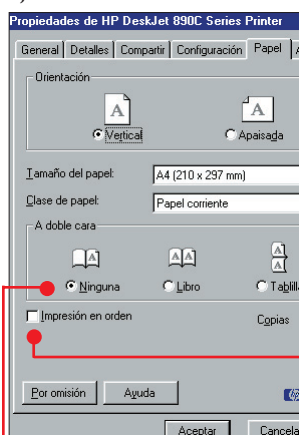 Propiedades de HP DeskJet 890C Series Printer
General Detalles Compartir Configuración Papel
Orientación
A A
Vertical Apaisada
Tamaño del papel: A4 (210 x 297 mm)
Clase de papel: Papel corriente
A doble cara
Ninguna Libro Tablilla
Impresión en orden Copias
Por omisión Ayuda
Aceptar Cancela